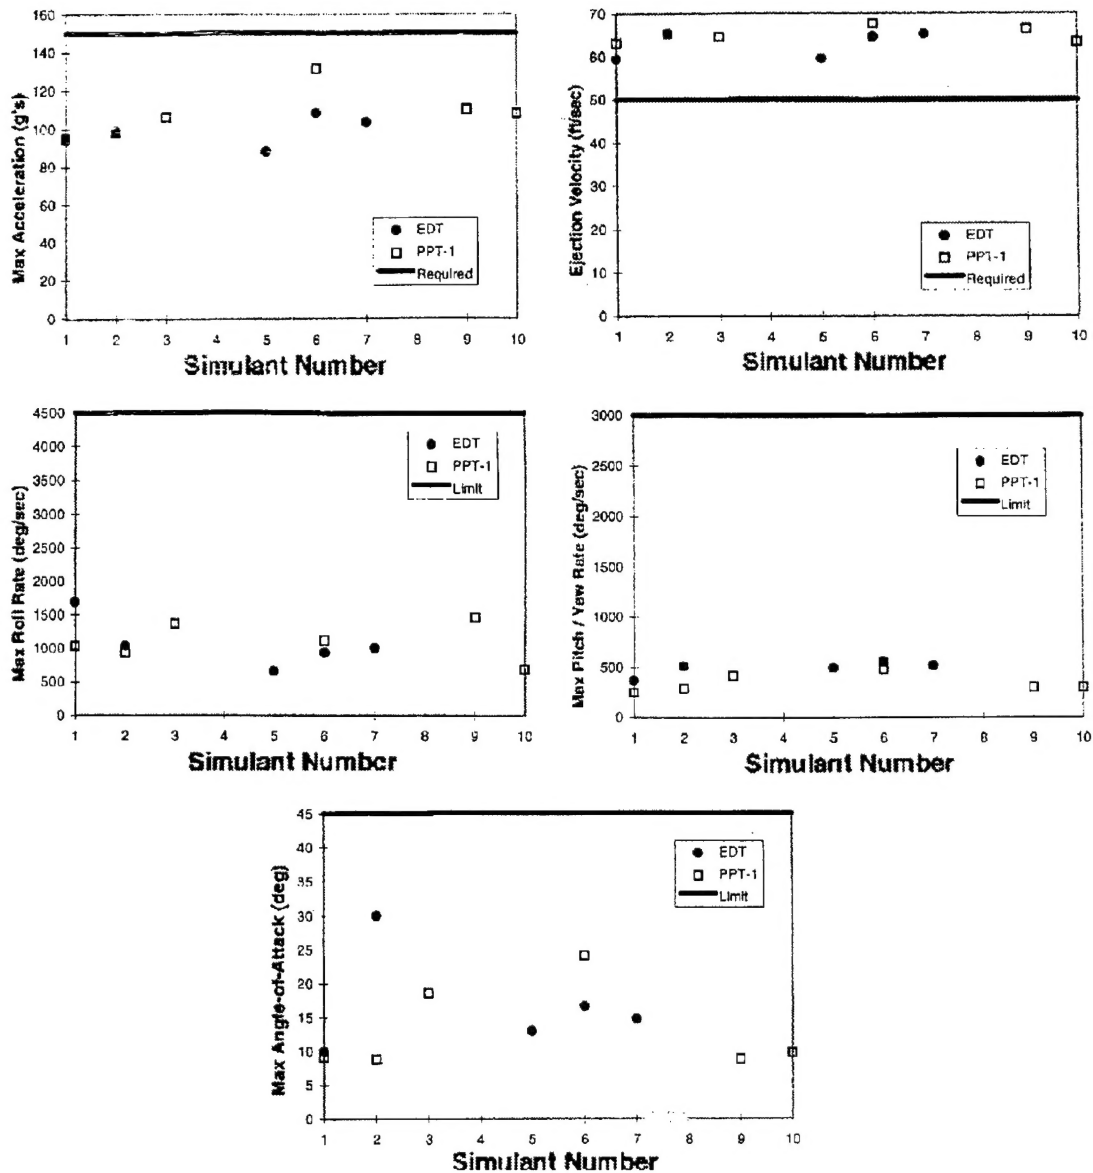 Max Acceleration (g's)
160
140
120
100
80
60
40
20
0
EDT
PPT-1
Required
1 2 3 4 5 6 7 8 9 10
Simulant Number
Ejection Velocity (ft/sec)
70
60
50
40
30
20
10
0
EDT
PPT-1
Required
1 2 3 4 5 6 7 8 9 10
Simulant Number
Max Roll Rate (deg/sec)
4500
4000
3500
3000
2500
2000
1500
1000
500
0
EDT
PPT-1
Limit
1 2 3 4 5 6 7 8 9 10
Simulant Number
Max Pitch / Yaw Rate (deg/sec)
3000
2500
2000
1500
1000
500
0
EDT
PPT-1
Limit
1 2 3 4 5 6 7 8 9 10
Simulant Number
Max Angle-of-Attack (deg)
45
40
35
30
25
20
15
10
5
0
EDT
PPT-1
Limit
1 2 3 4 5 6 7 8 9 10
Simulant Number